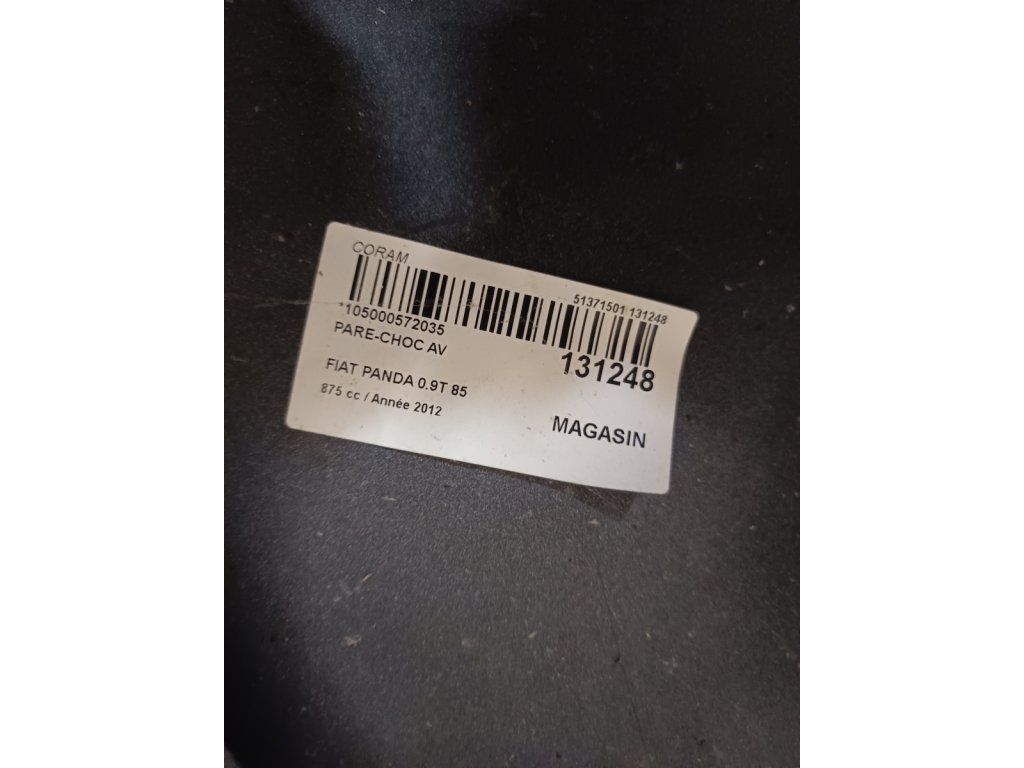 CORAM
51371501 131248
*105000572035
131248
PARE-CHOC AV
FIAT PANDA 0.9T 85
875 cc / Année 2012
MAGASIN